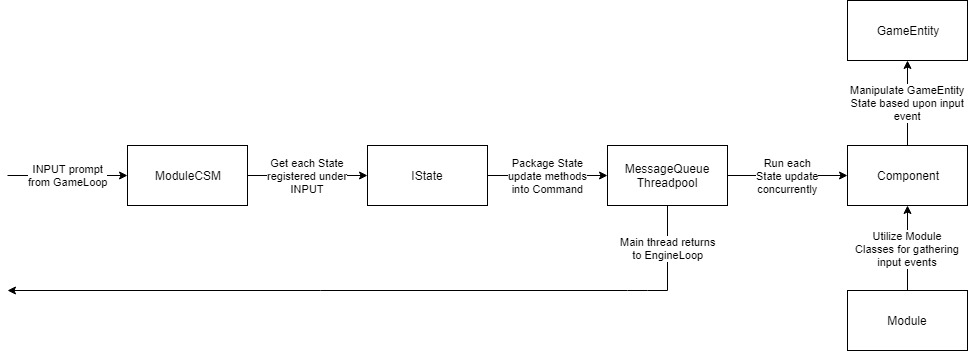 GameEntity
Manipulate GameEntity
State based upon input
event
INPUT prompt
from GameLoop
ModuleCSM
Get each State
registered under
INPUT
IState
Package State
update methods
into Command
MessageQueue
Threadpool
Run each
State update
concurrently
Component
Main thread returns
to EngineLoop
Utilize Module
Classes for gathering
input events
Module